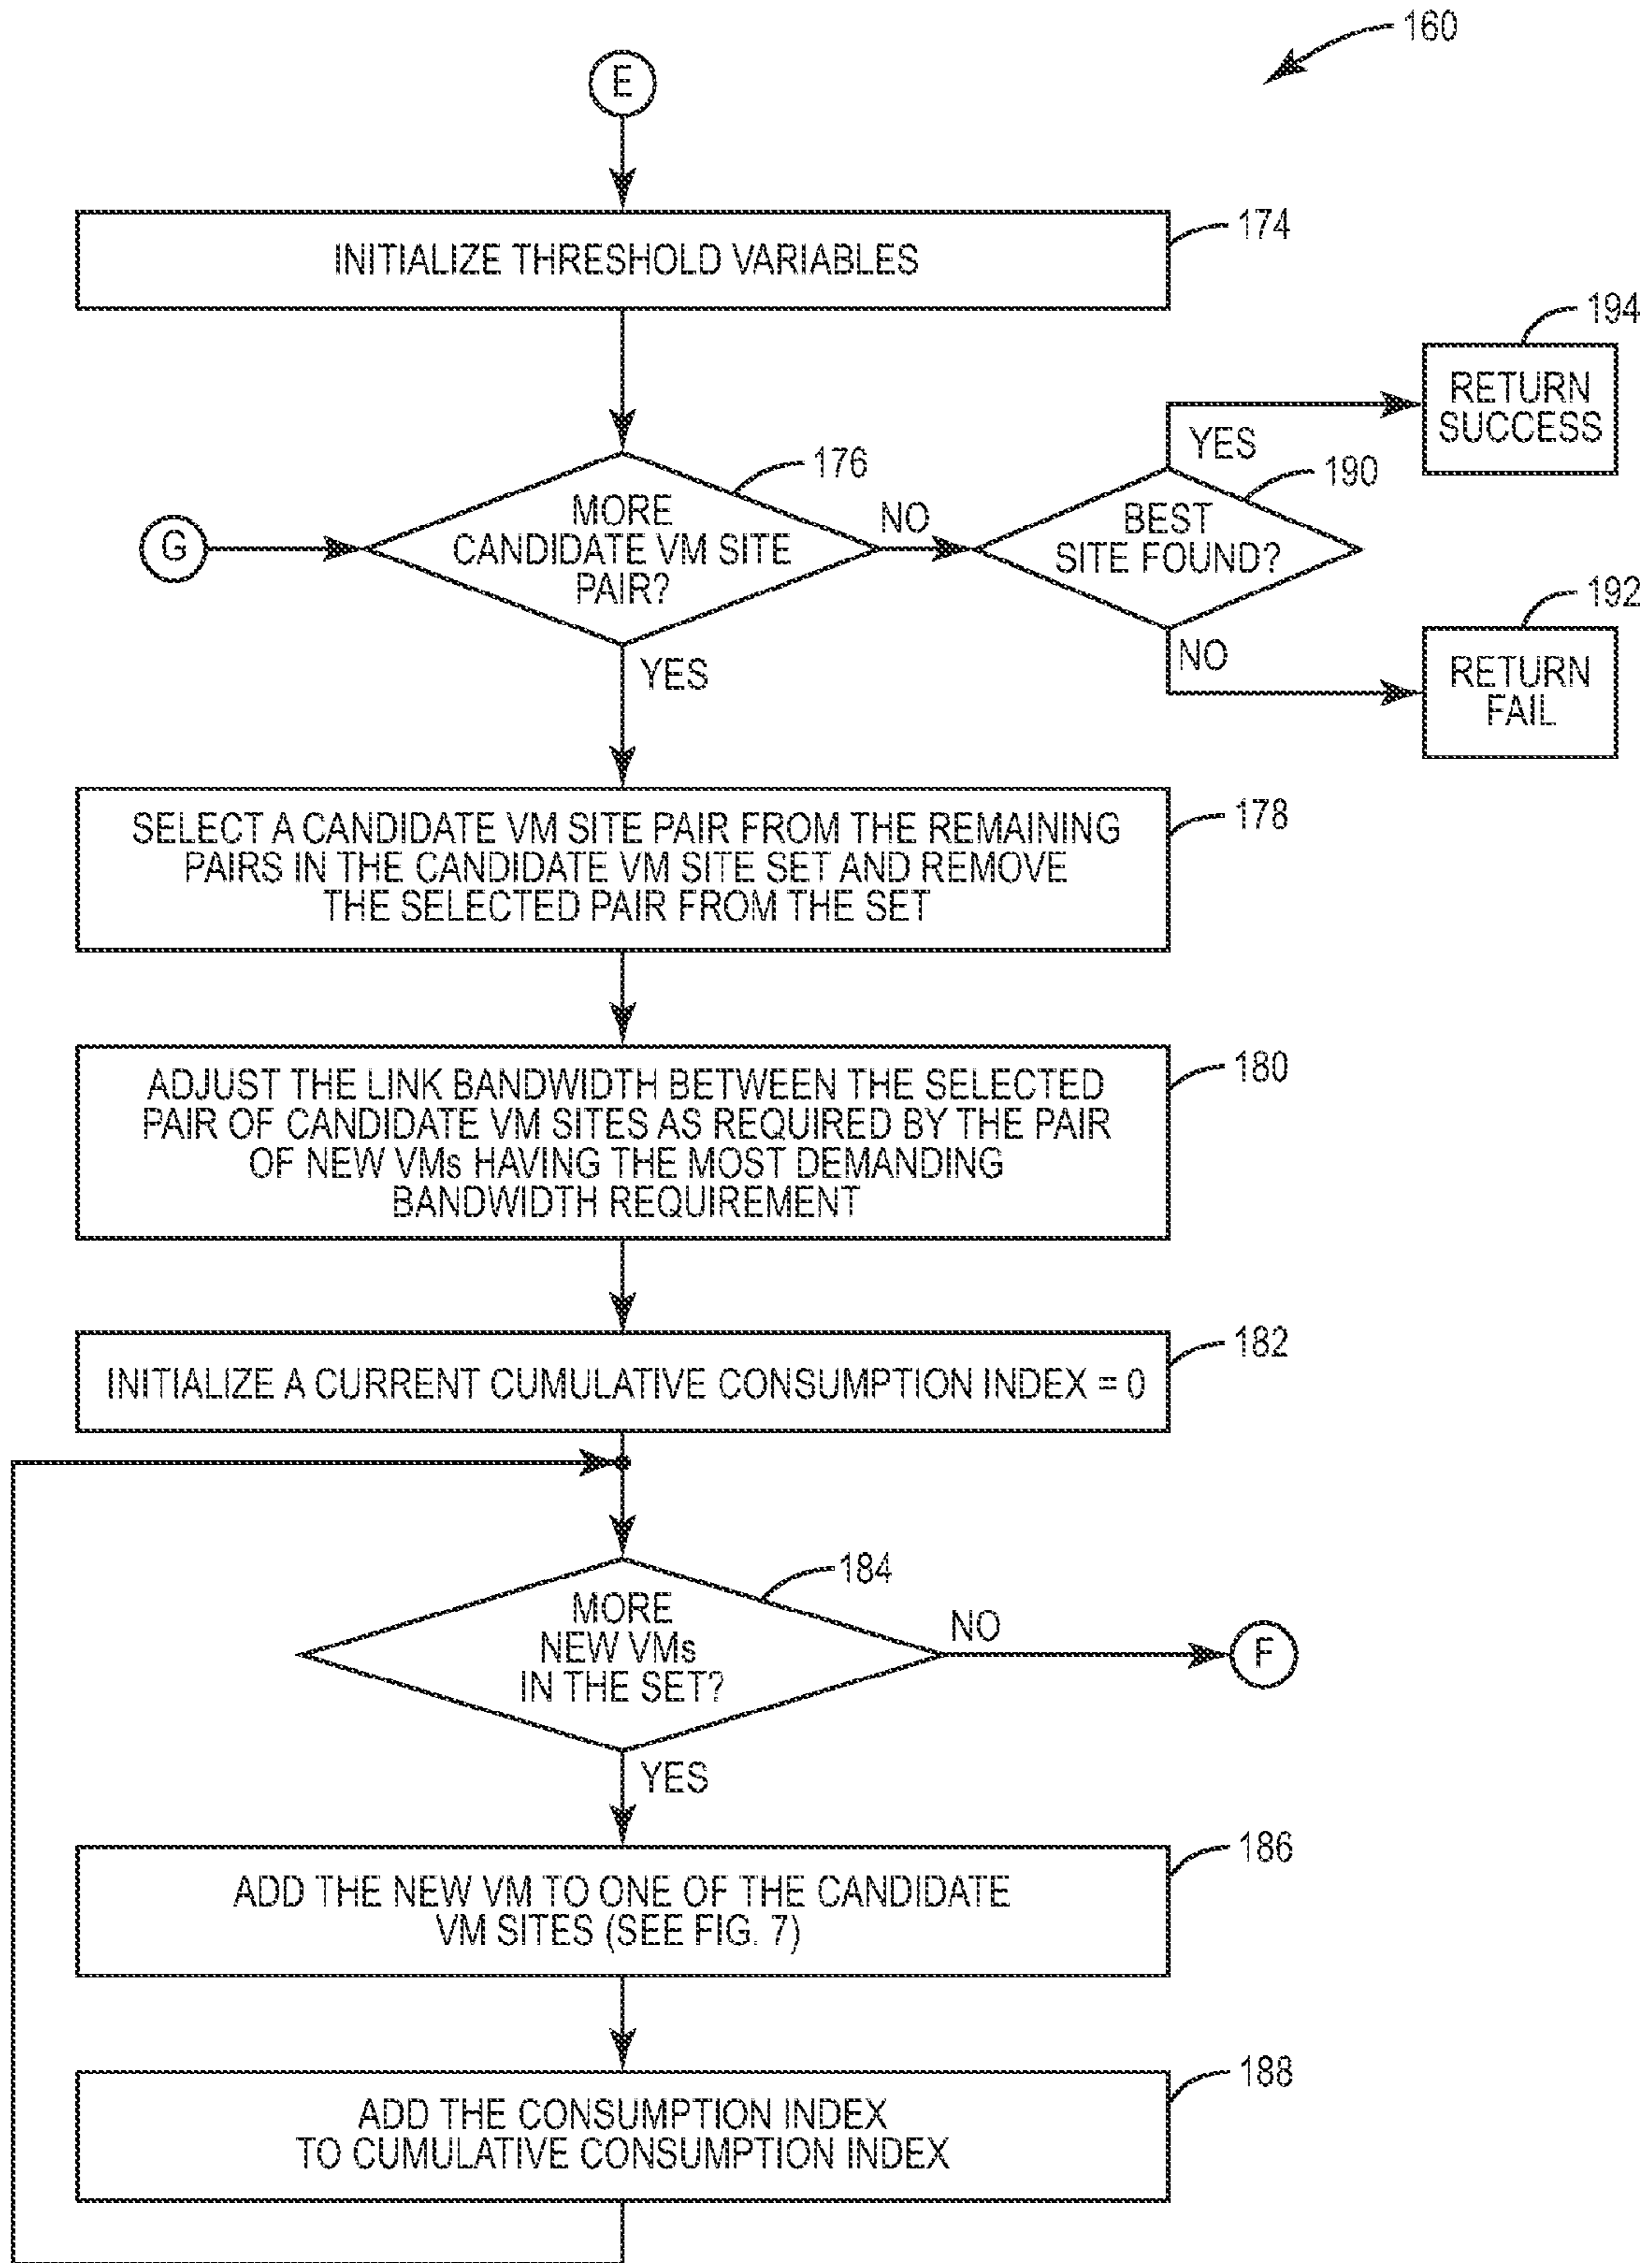 160
E
INITIALIZE THRESHOLD VARIABLES
174
194
RETURN
SUCCESS
YES
176
190
MORE
CANDIDATE VM SITE
PAIR?
G
NO
BEST
SITE FOUND?
192
NO
RETURN
FAIL
YES
SELECT A CANDIDATE VM SITE PAIR FROM THE REMAINING
PAIRS IN THE CANDIDATE VM SITE SET AND REMOVE
THE SELECTED PAIR FROM THE SET
178
ADJUST THE LINK BANDWIDTH BETWEEN THE SELECTED
PAIR OF CANDIDATE VM SITES AS REQUIRED BY THE PAIR
OF NEW VMs HAVING THE MOST DEMANDING
BANDWIDTH REQUIREMENT
180
INITIALIZE A CURRENT CUMULATIVE CONSUMPTION INDEX = 0
182
184
MORE
NEW VMs
IN THE SET?
NO
F
YES
ADD THE NEW VM TO ONE OF THE CANDIDATE
VM SITES (SEE FIG. 7)
186
ADD THE CONSUMPTION INDEX
TO CUMULATIVE CONSUMPTION INDEX
188